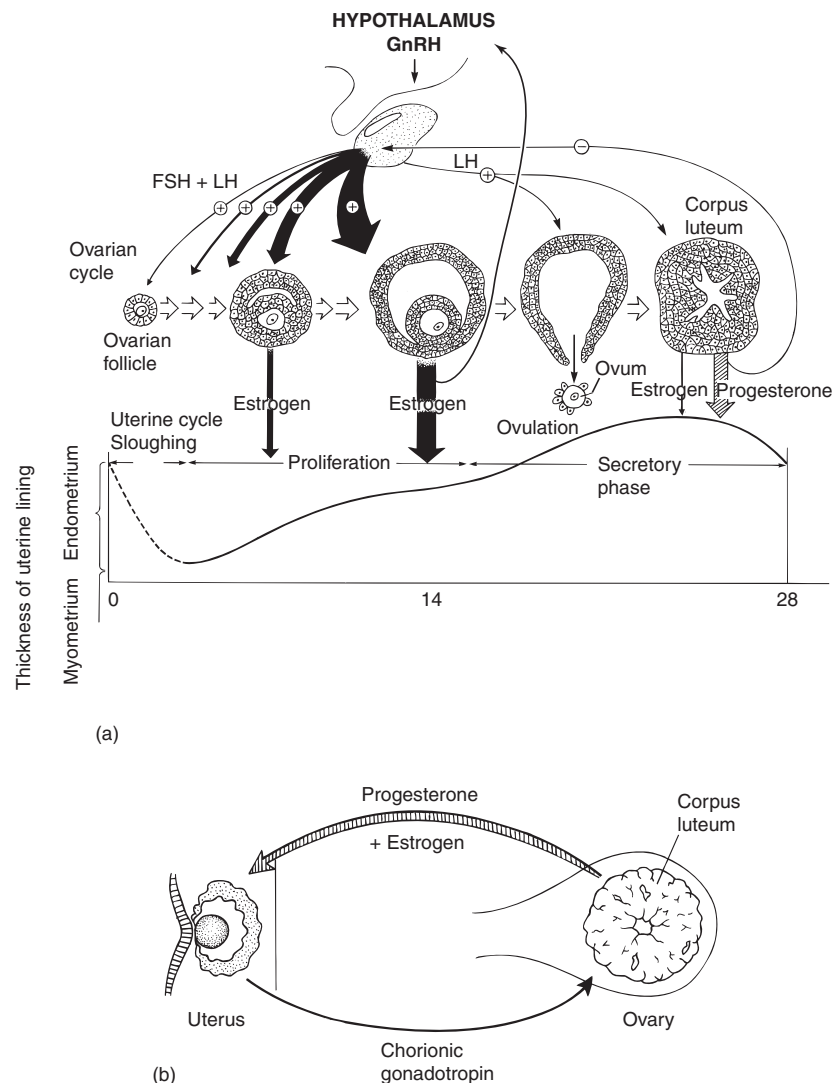 HYPOTHALAMUS
GnRH
LH
FSH + LH
Corpus
luteum
Ovarian
cycle
Ovarian
follicle
Ovum
Estrogen
Estrogen
Estrogen
Progesterone
Ovulation
Uterine cycle
Sloughing
Proliferation
Secretory
phase
Thickness of uterine lining
Endometrium
Myometrium
0
14
28
(a)
Progesterone
+ Estrogen
Corpus
luteum
Uterus
Ovary
Chorionic
gonadotropin
(b)